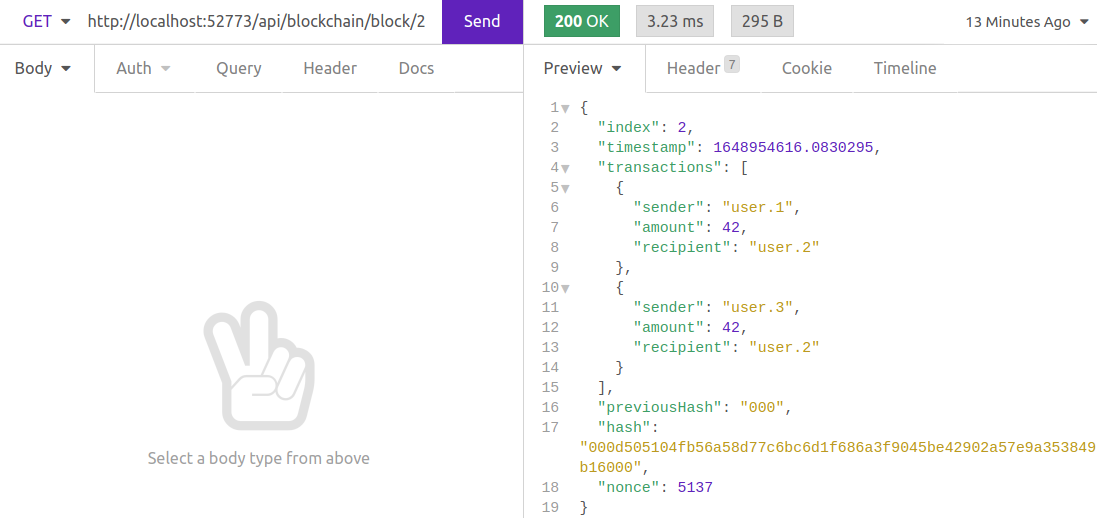 GET http://localhost:52773/api/blockchain/block/2 Send 200 OK 3.23 ms 295 B 13 Minutes Ago
Body Auth Query Header Docs Preview Header 7 Cookie Timeline
Select a body type from above
1 {
2 "index": 2,
3 "timestamp": 1648954616.0830295,
4 "transactions": [
5 {
6 "sender": "user.1",
7 "amount": 42,
8 "recipient": "user.2"
9 },
10 {
11 "sender": "user.3",
12 "amount": 42,
13 "recipient": "user.2"
14 }
15 ],
16 "previousHash": "000",
17 "hash":
"000d505104fb56a58d77c6bc6d1f686a3f9045be42902a57e9a353849
b16000",
18 "nonce": 5137
19 }